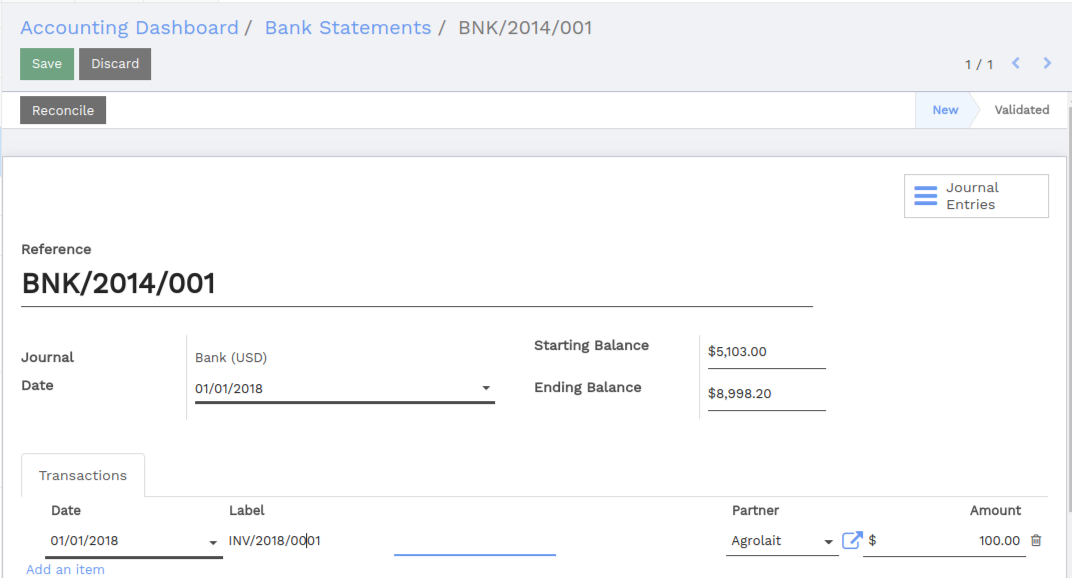 Accounting Dashboard / Bank Statements / BNK/2014/001
Save Discard 1 / 1
Reconcile New Validated
Journal
Entries
Reference
BNK/2014/001
Journal Bank (USD) Starting Balance $5,103.00
Date 01/01/2018 Ending Balance $8,998.20
Transactions
Date Label Partner Amount
01/01/2018 INV/2018/0001 Agrolait $ 100.00
Add an item